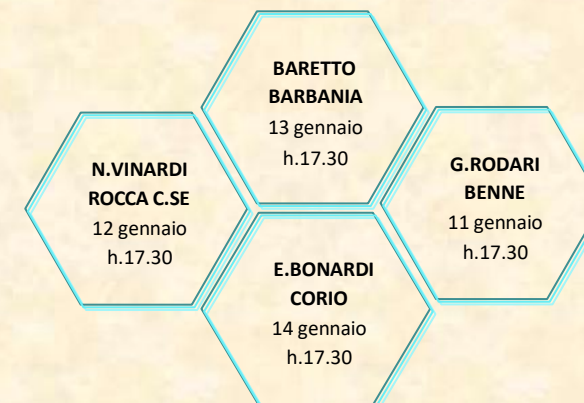 BARETTO
BARBANIA
13 gennaio
h.17.30
N.VINARDI
ROCCA C.SE
12 gennaio
h.17.30
G.RODARI
BENNE
11 gennaio
h.17.30
E.BONARDI
CORIO
14 gennaio
h.17.30